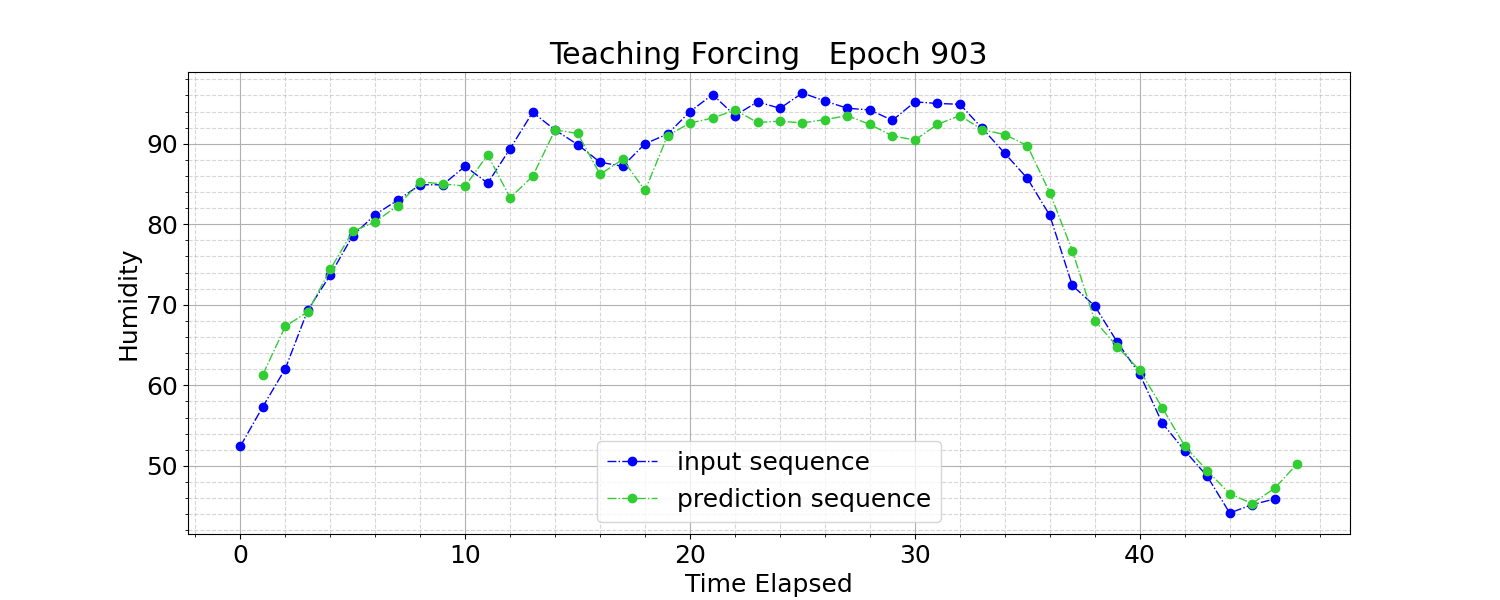 Teaching Forcing   Epoch 903
Humidity
90
80
70
60
50
input sequence
prediction sequence
0 10 20 30 40
Time Elapsed